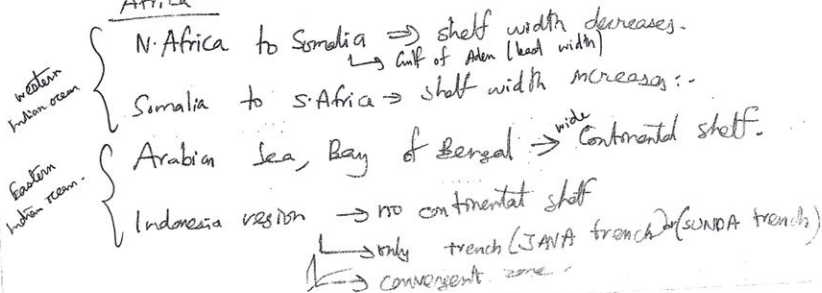 Africa
N. Africa to Somalia ⇒ shelf width decreases.
↳ Gulf of Aden (least width)
Western Indian ocean
Somalia to S. Africa ⇒ shelf width increases :-
Arabian Sea, Bay of Bengal → wide Continental shelf.
Eastern Indian ocean.
Indonesia region → no continental shelf
↳ only trench (JAVA trench) or (SUNDA trench)
↳ convergent zone.